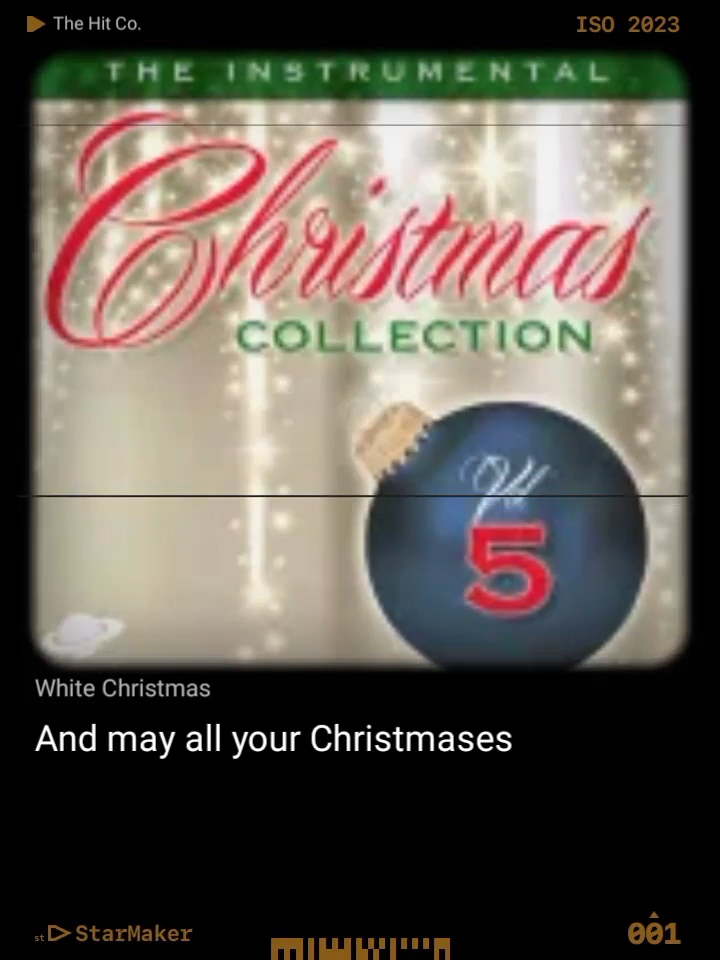 The Hit Co.
ISO 2023
THE INSTRUMENTAL
Christmas
COLLECTION
Vol
5
White Christmas
And may all your Christmases
st StarMaker
001